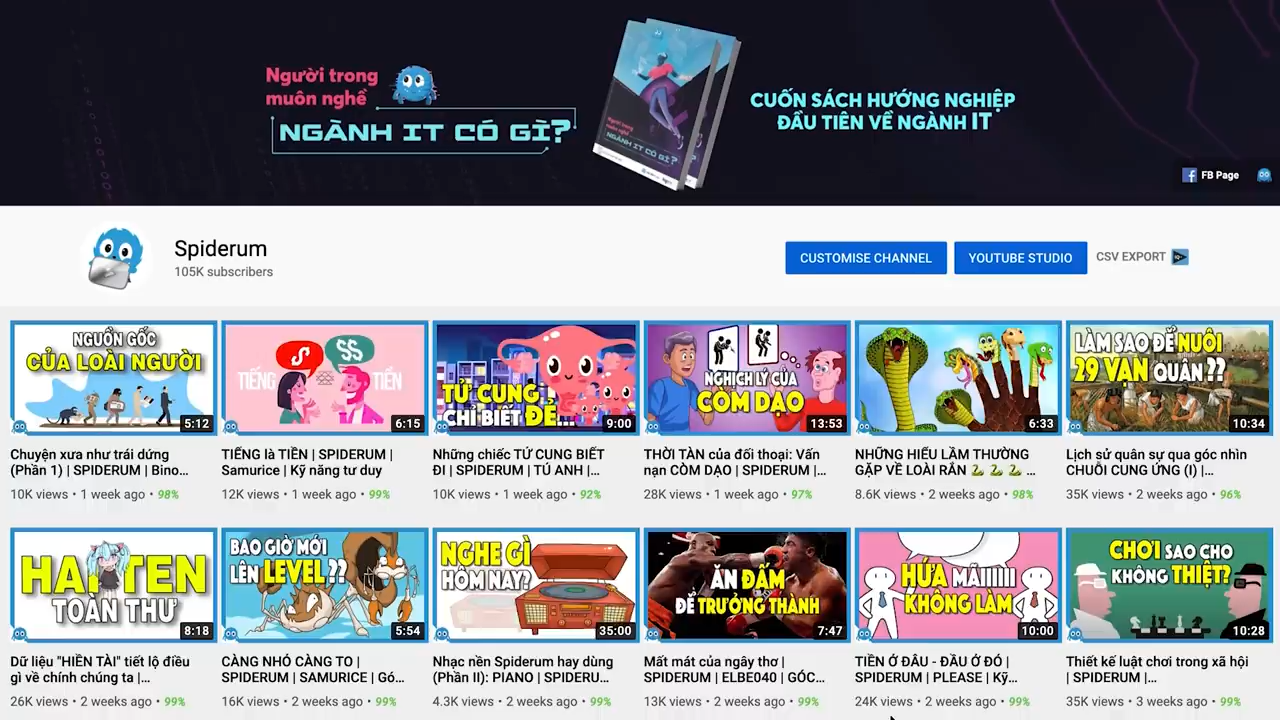 Người trong
muôn nghề
NGÀNH IT CÓ GÌ?
Người trong
muôn nghề
NGÀNH IT CÓ GÌ?
CUỐN SÁCH HƯỚNG NGHIỆP
ĐẦU TIÊN VỀ NGÀNH IT
FB Page
Spiderum
105K subscribers
CUSTOMISE CHANNEL
YOUTUBE STUDIO
CSV EXPORT
NGUỒN GỐC
CỦA LOÀI NGƯỜI
5:12
TIẾNG
$$
TIỀN
6:15
TỬ CUNG
CHỈ BIẾT ĐẺ...
9:00
NGHỊCH LÝ CỦA
CÒM DẠO
13:53
6:33
LÀM SAO ĐỂ NUÔI
29 VẠN QUÂN??
10:34
Chuyện xưa như trái dứng
(Phần 1) | SPIDERUM | Bino...
10K views • 1 week ago • 98%
TIẾNG là TIỀN | SPIDERUM |
Samurice | Kỹ năng tư duy
12K views • 1 week ago • 99%
Những chiếc TỬ CUNG BIẾT
ĐI | SPIDERUM | TÚ ANH |...
10K views • 1 week ago • 92%
THỜI TÀN của đối thoại: Vấn
nạn CÒM DẠO | SPIDERUM |...
28K views • 1 week ago • 97%
NHỮNG HIỂU LẦM THƯỜNG
GẶP VỀ LOÀI RẮN 🐍 🐍 🐍 ...
8.6K views • 2 weeks ago • 98%
Lịch sử quân sự qua góc nhìn
CHUỖI CUNG ỨNG (I) |...
35K views • 2 weeks ago • 96%
HAI TEN
TOÀN THƯ
8:18
BAO GIỜ MỚI
LÊN LEVEL??
5:54
NGHE GÌ
HÔM NAY?
35:00
ĂN ĐẤM
ĐỂ TRƯỞNG THÀNH
7:47
HỨA MÃIIIII
KHÔNG LÀM
10:00
CHƠI SAO CHO
KHÔNG THIỆT?
10:28
Dữ liệu "HIỀN TÀI" tiết lộ điều
gì về chính chúng ta |...
26K views • 2 weeks ago • 99%
CÀNG NHỎ CÀNG TO |
SPIDERUM | SAMURICE | Gó...
16K views • 2 weeks ago • 99%
Nhạc nền Spiderum hay dùng
(Phần II): PIANO | SPIDERU...
4.3K views • 2 weeks ago • 99%
Mất mát của ngây thơ |
SPIDERUM | ELBE040 | GÓC...
13K views • 2 weeks ago • 99%
TIỀN Ở ĐÂU - ĐẦU Ở ĐÓ |
SPIDERUM | PLEASE | Kỹ...
24K views • 2 weeks ago • 99%
Thiết kế luật chơi trong xã hội
| SPIDERUM |...
35K views • 3 weeks ago • 99%